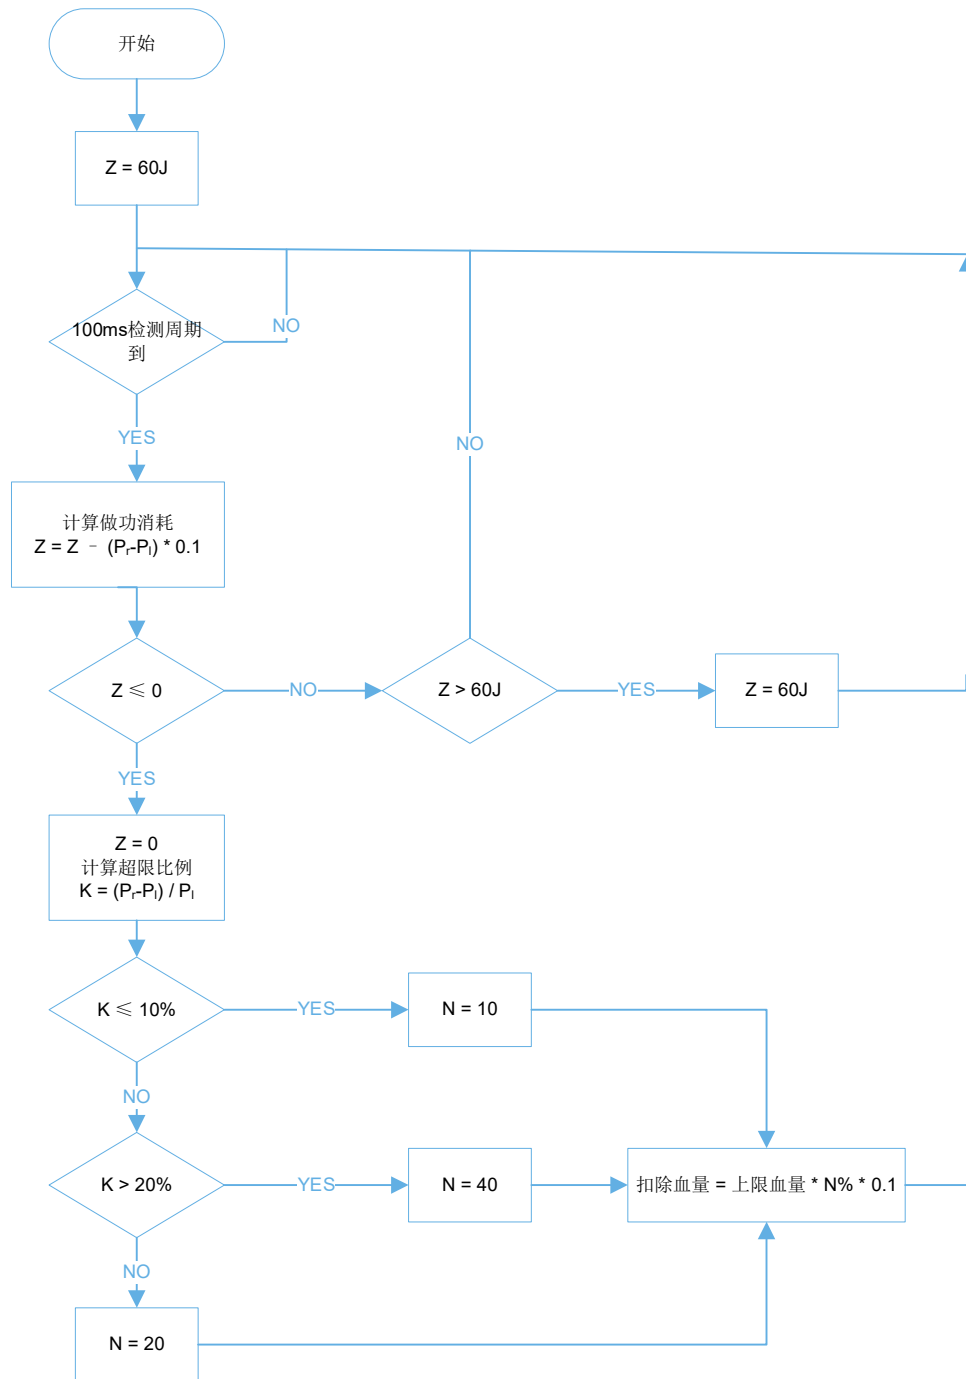 开始
Z = 60J
100ms检测周期
到
NO
YES
NO
计算做功消耗
Z = Z - (Pr-Pl) * 0.1
Z ≤ 0
NO
Z > 60J
YES
Z = 60J
YES
Z = 0
计算超限比例
K = (Pr-Pl) / Pl
K ≤ 10%
YES
N = 10
NO
K > 20%
YES
N = 40
扣除血量 = 上限血量 * N% * 0.1
NO
N = 20